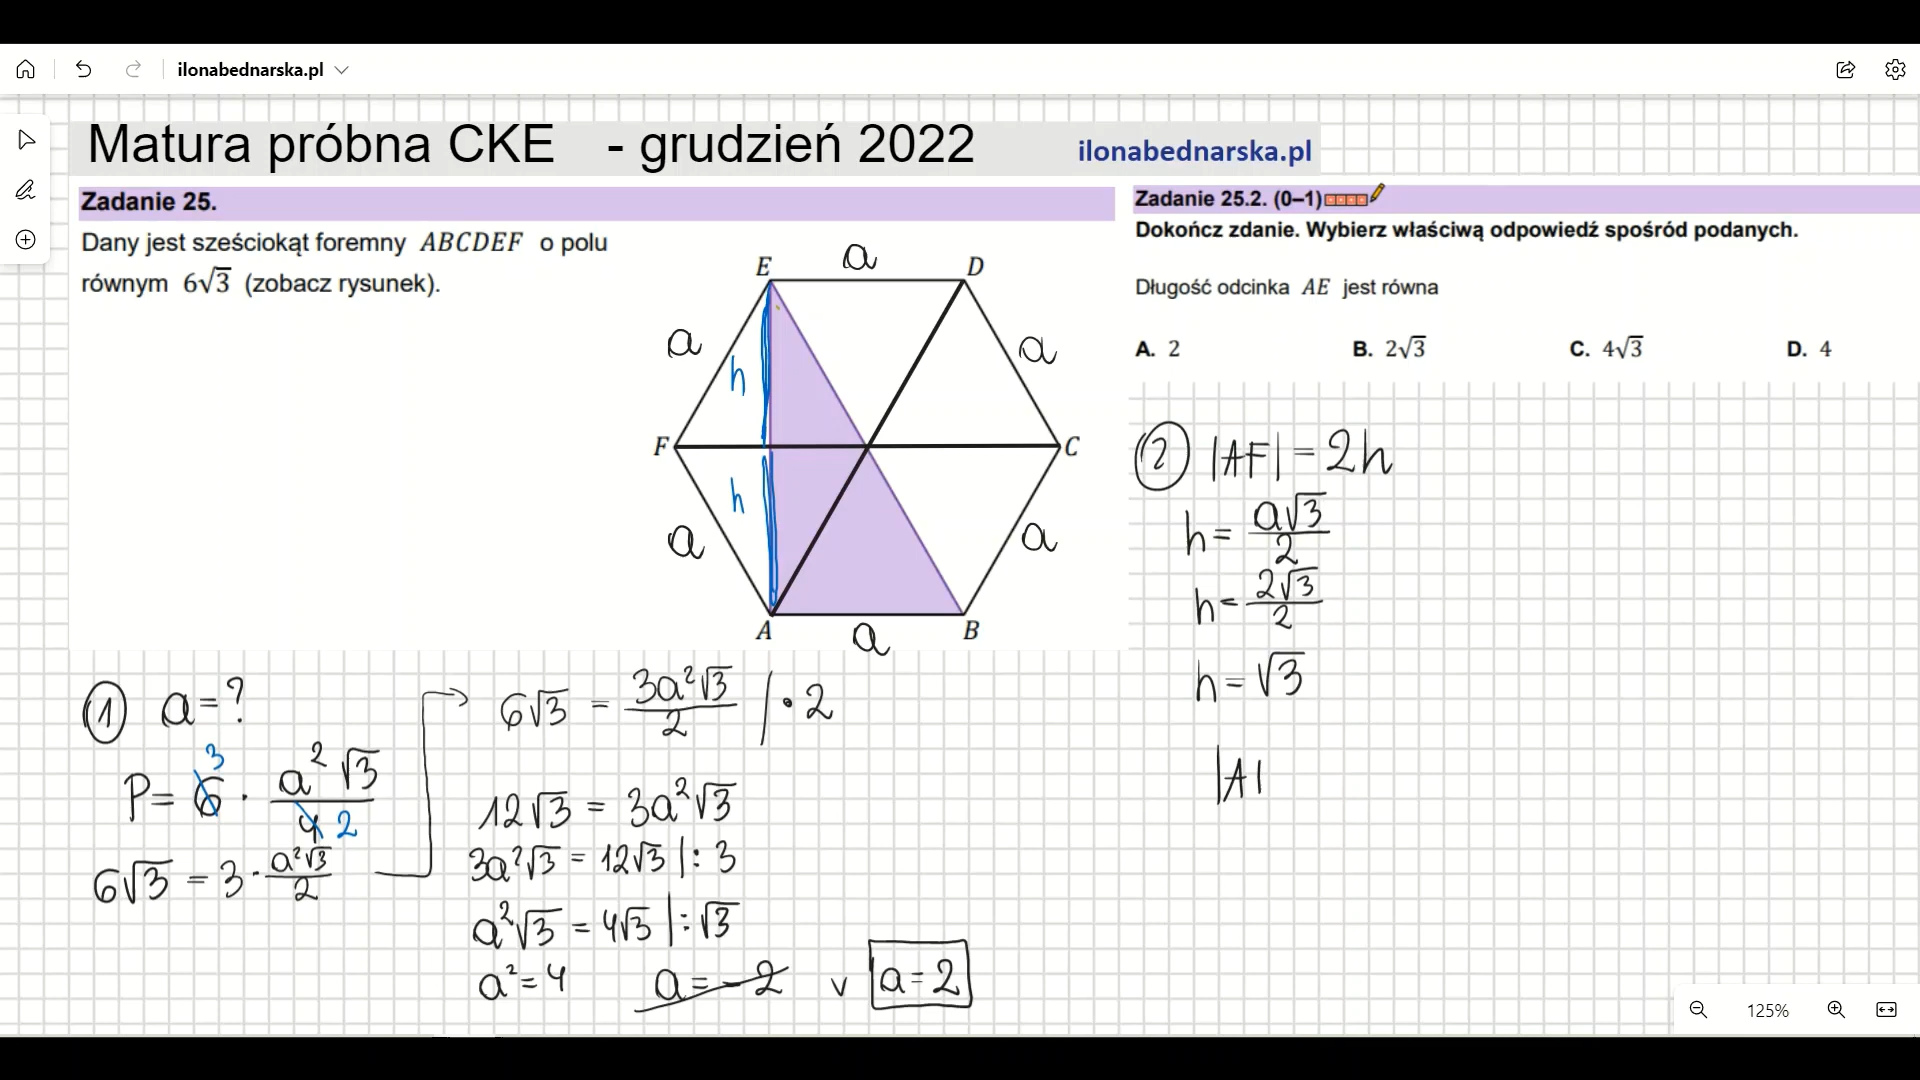 ilonabednarska.pl
Matura próbna CKE - grudzień 2022 ilonabednarska.pl
Zadanie 25.
Dany jest sześciokąt foremny ABCDEF o polu
równym 6√3 (zobacz rysunek).
E a D
a a
h
F C
h
a a
A a B
Zadanie 25.2. (0–1)
Dokończ zdanie. Wybierz właściwą odpowiedź spośród podanych.
Długość odcinka AE jest równa
A. 2 B. 2√3 C. 4√3 D. 4
① a = ?
P = 6 3 · a²√3 / 4 2
6√3 = 3 · a²√3 / 2
6√3 = 3a²√3 / 2 | · 2
12√3 = 3a²√3
3a²√3 = 12√3 | : 3
a²√3 = 4√3 | : √3
a² = 4 a = -2 v a = 2
② |AF| = 2h
h = a√3 / 2
h = 2√3 / 2
h = √3
|A|
125%